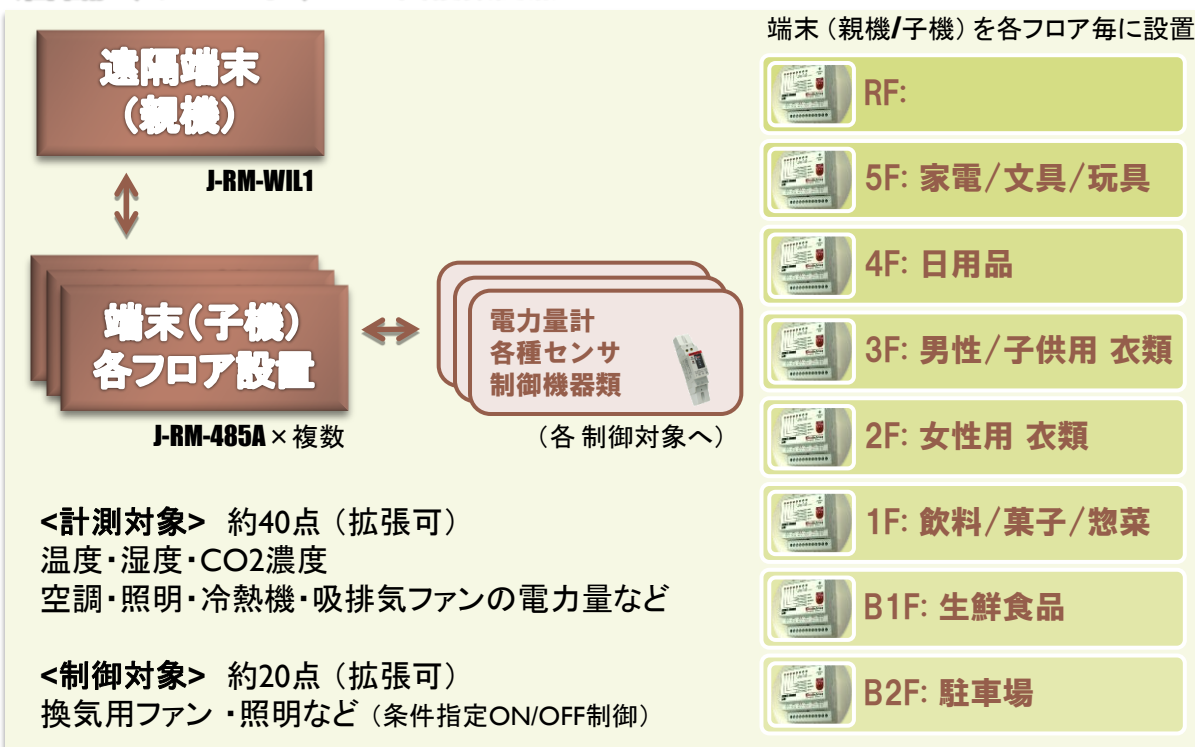 遠隔端末
（親機）
J-RM-WIL1
端末（子機）
各フロア設置
J-RM-485A×複数
電力量計
各種センサ
制御機器類
（各 制御対象へ）
<計測対象> 約40点（拡張可）
温度・湿度・CO2濃度
空調・照明・冷熱機・吸排気ファンの電力量など
<制御対象> 約20点（拡張可）
換気用ファン ・照明など（条件指定ON/OFF制御）
端末（親機/子機）を各フロア毎に設置
RF:
5F: 家電/文具/玩具
4F: 日用品
3F: 男性/子供用 衣類
2F: 女性用 衣類
1F: 飲料/菓子/惣菜
B1F: 生鮮食品
B2F: 駐車場